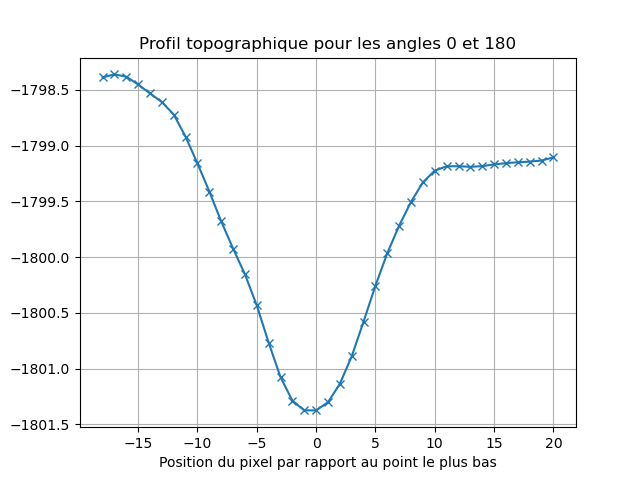 Profil topographique pour les angles 0 et 180
−1798.5
−1799.0
−1799.5
−1800.0
−1800.5
−1801.0
−1801.5
−15 −10 −5 0 5 10 15 20
Position du pixel par rapport au point le plus bas